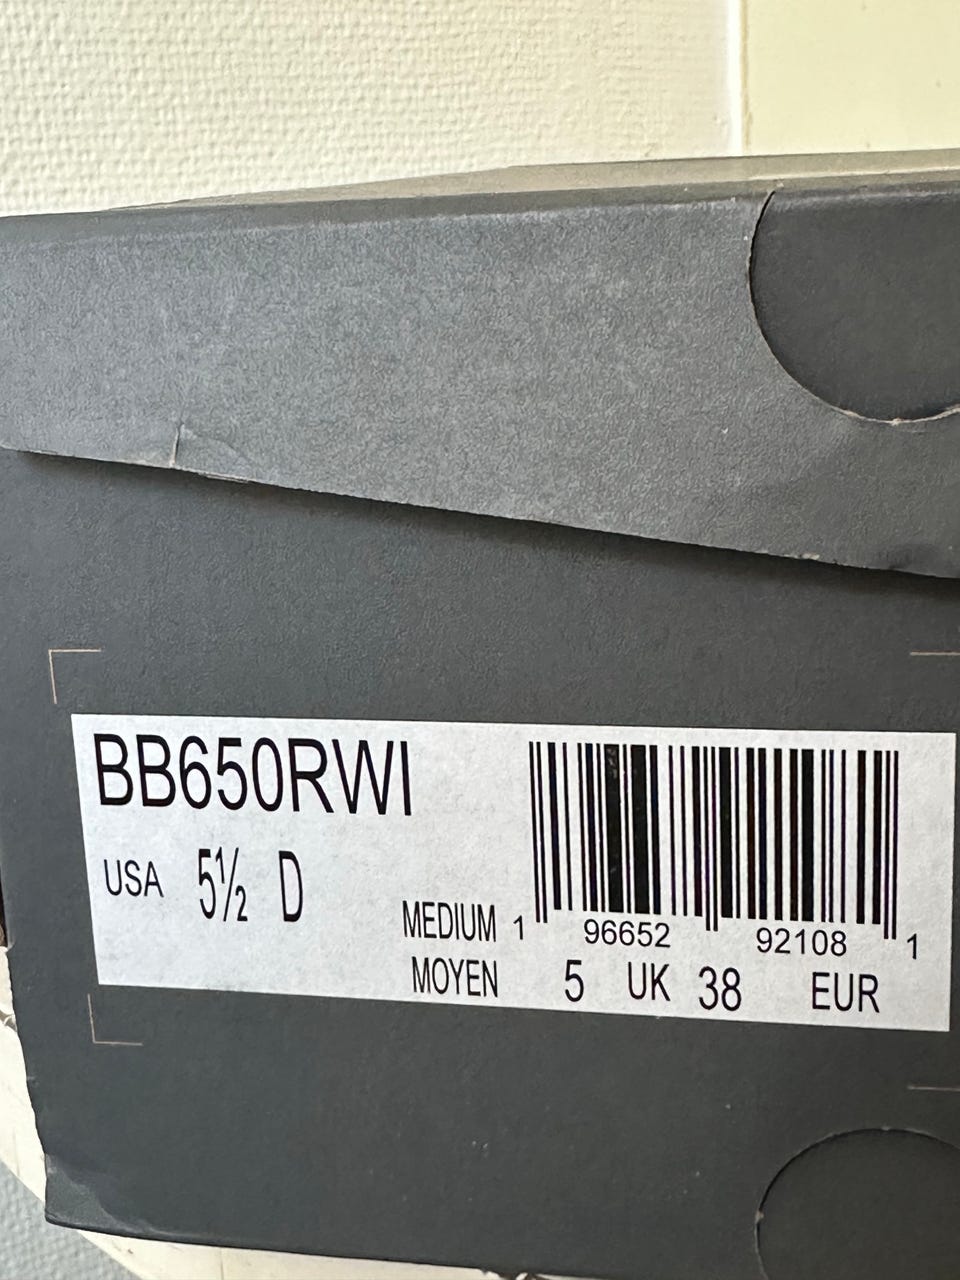 BB650RWI
USA 5½ D
MEDIUM
MOYEN
1 96652 92108 1
5 UK 38 EUR